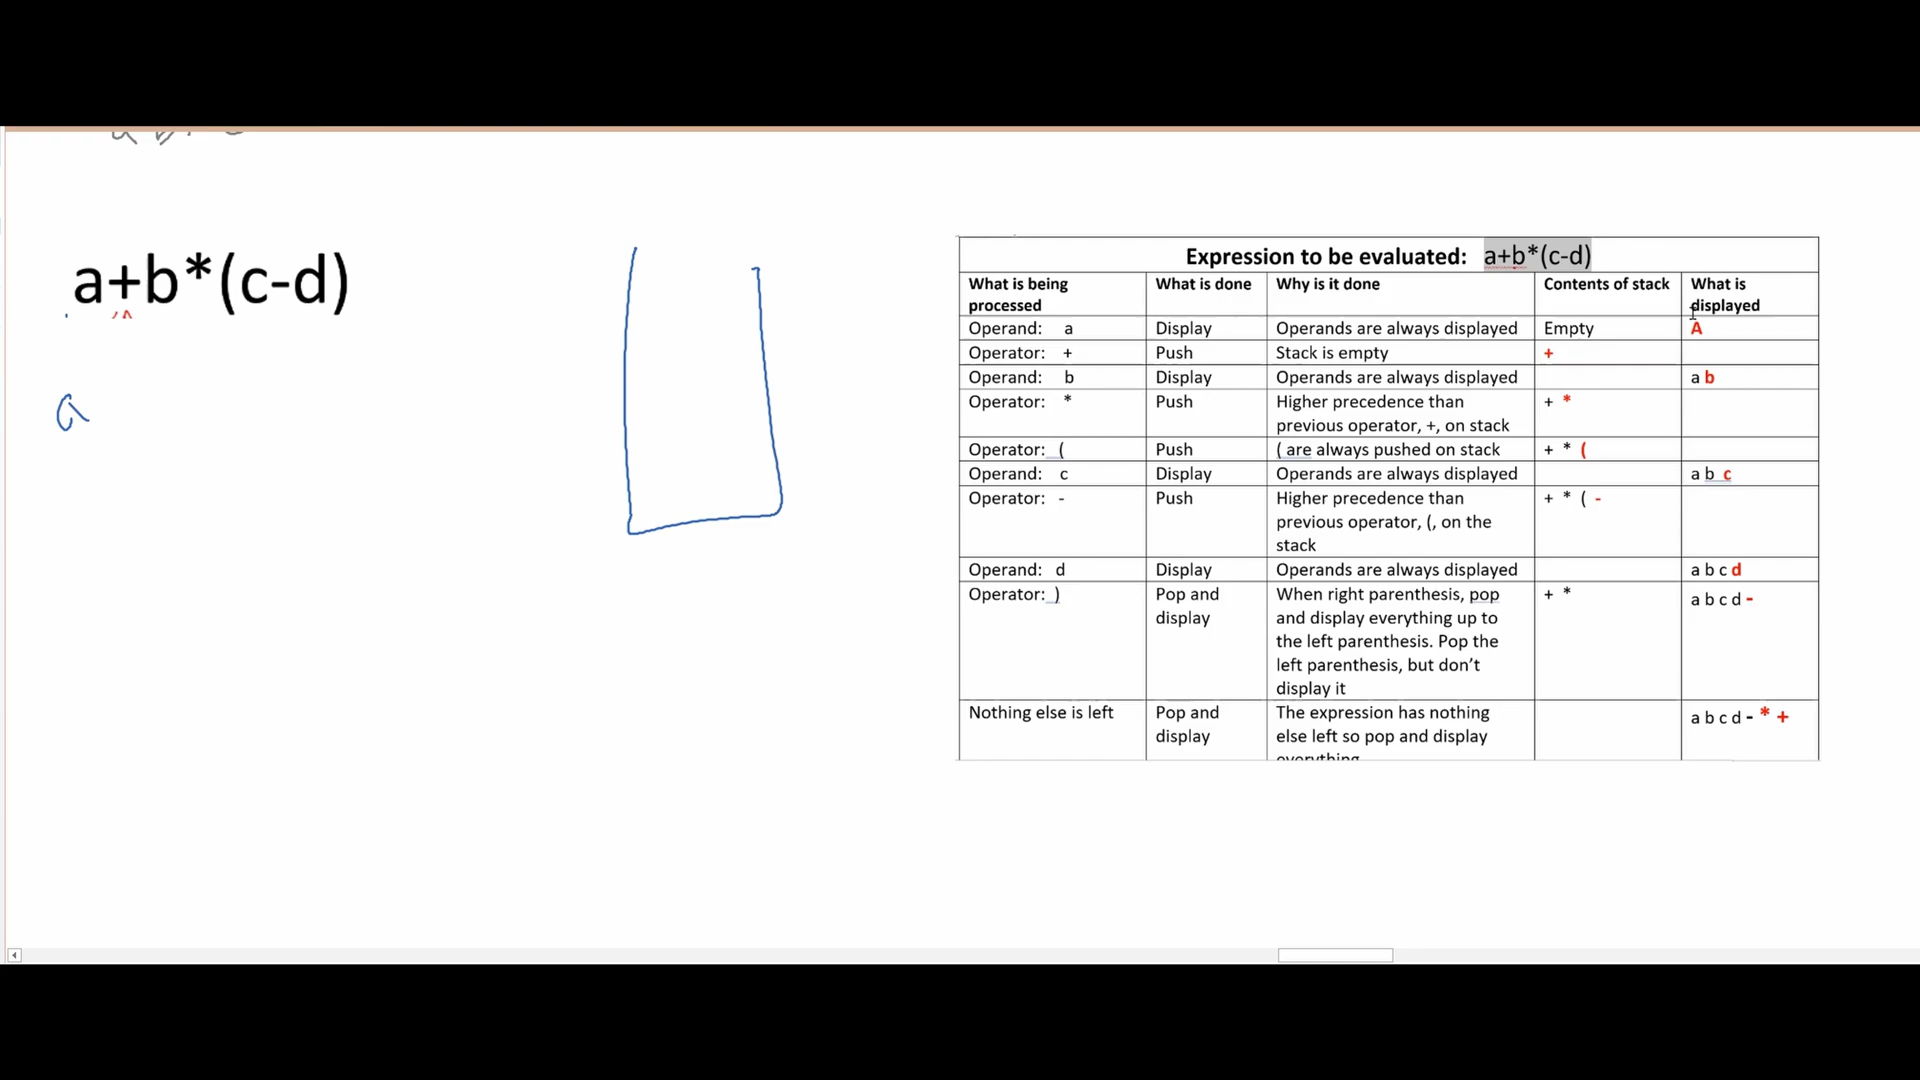 a+b*(c-d)
a
Expression to be evaluated: a+b*(c-d)
What is being processed What is done Why is it done Contents of stack What is displayed
Operand: a Display Operands are always displayed Empty A
Operator: + Push Stack is empty +
Operand: b Display Operands are always displayed a b
Operator: * Push Higher precedence than previous operator, +, on stack + *
Operator: ( Push ( are always pushed on stack + * (
Operand: c Display Operands are always displayed a b c
Operator: - Push Higher precedence than previous operator, (, on the stack + * ( -
Operand: d Display Operands are always displayed a b c d
Operator: ) Pop and display When right parenthesis, pop and display everything up to the left parenthesis. Pop the left parenthesis, but don't display it + * a b c d -
Nothing else is left Pop and display The expression has nothing else left so pop and display everything a b c d - * +